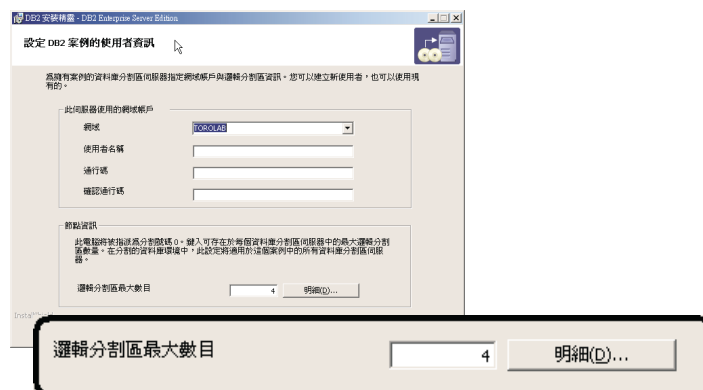 DB2 安裝精靈 - DB2 Enterprise Server Edition
設定 DB2 案例的使用者資訊
為擁有案例的資料庫分割區伺服器指定網域帳戶與邏輯分割區資訊。您可以建立新使用者，也可以使用現
有的。
此伺服器使用的網域帳戶
網域 TOROLAB
使用者名稱
通行碼
確認通行碼
節點資訊
此電腦將被指派為分割號碼 0。鍵入可存在於每個資料庫分割區伺服器中的最大邏輯分割
區數量。在分割的資料庫環境中，此設定將適用於這個案例中的所有資料庫分割區伺服
器。
邏輯分割區最大數目 4 明細(D)...
邏輯分割區最大數目 4 明細(D)...